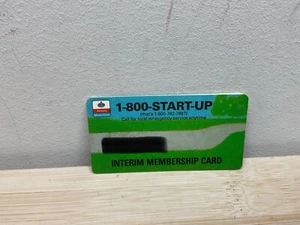 1-800-START-UP
(that's 1-800-782-7887)
Call for local emergency service anytime
INTERIM MEMBERSHIP CARD